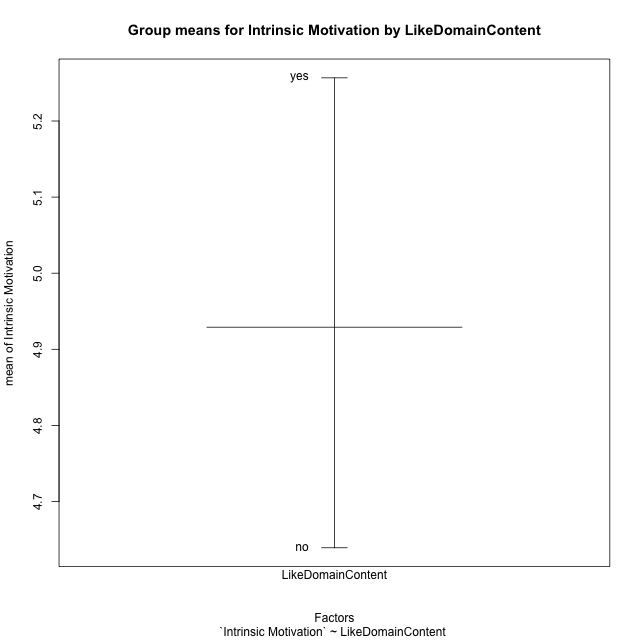 Group means for Intrinsic Motivation by LikeDomainContent
yes
5.2
5.1
5.0
4.9
4.8
4.7
mean of Intrinsic Motivation
no
LikeDomainContent
Factors
`Intrinsic Motivation` ~ LikeDomainContent